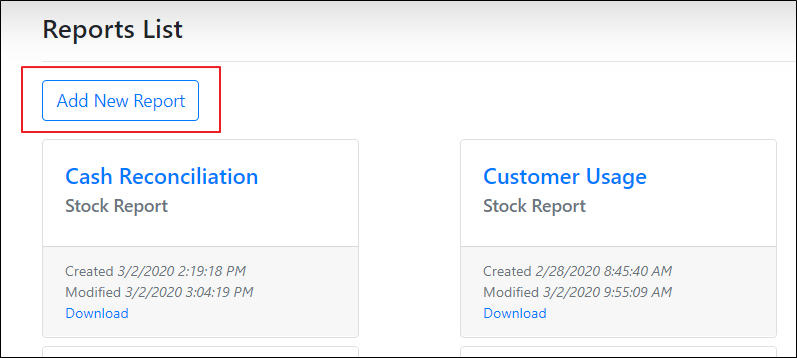 Reports List
Add New Report
Cash Reconciliation
Stock Report
Created 3/2/2020 2:19:18 PM
Modified 3/2/2020 3:04:19 PM
Download
Customer Usage
Stock Report
Created 2/28/2020 8:45:40 AM
Modified 3/2/2020 9:55:09 AM
Download